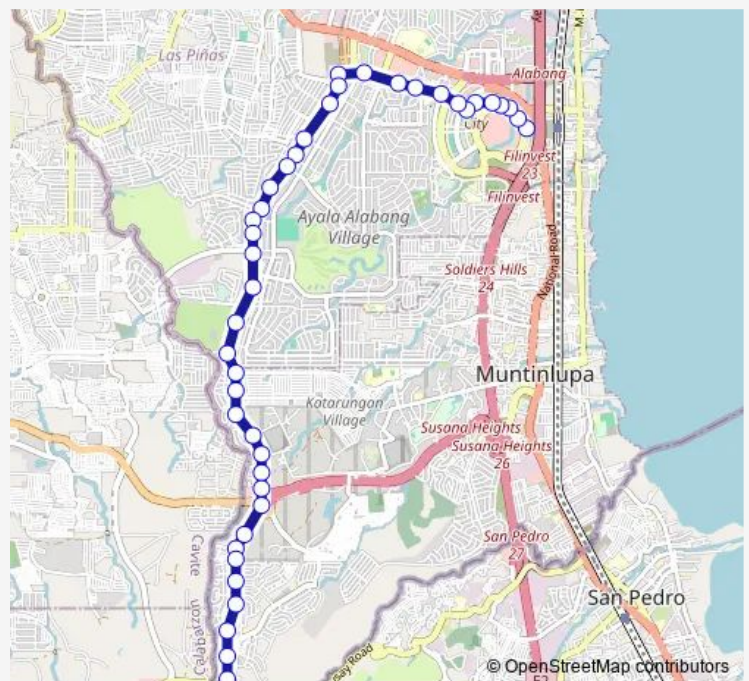 Las Piñas
Alabang
City
Filinvest
23
Filinvest
Ayala Alabang
Village
Soldiers Hills
24
National Road
Muntinlupa
Katarungan
Village
Susana Heights
Susana Heights
26
San Pedro
27
Cavite
Calabarzon
San Pedro
© OpenStreetMap contributors